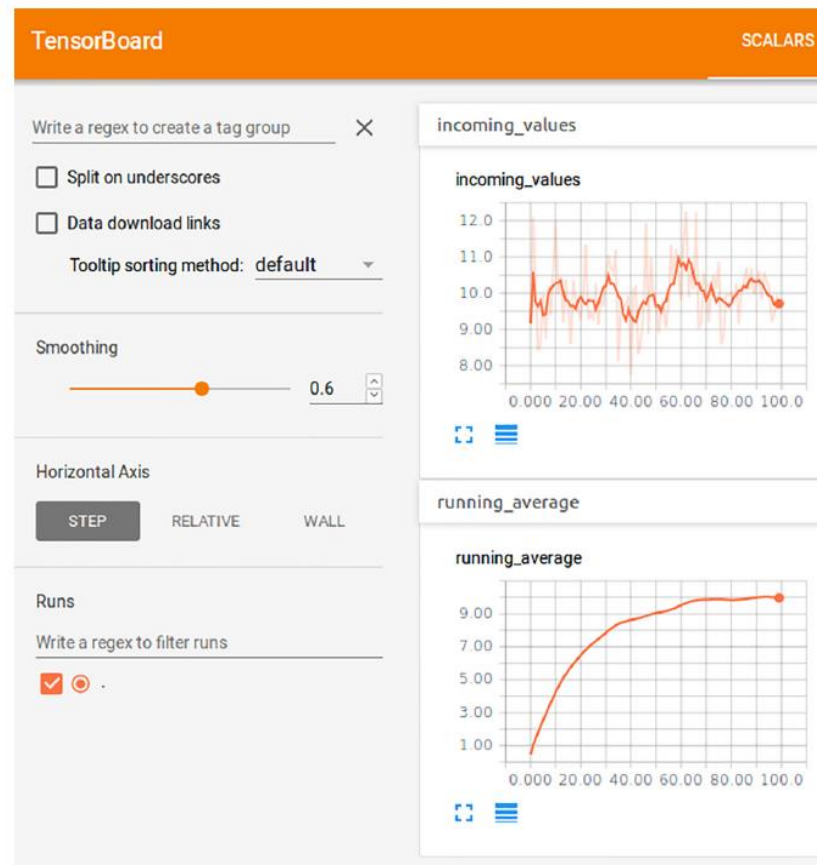 TensorBoard
SCALARS
Write a regex to create a tag group
Split on underscores
Data download links
Tooltip sorting method: default
Smoothing
0.6
Horizontal Axis
STEP RELATIVE WALL
Runs
Write a regex to filter runs
.
incoming_values
incoming_values
12.0
11.0
10.0
9.00
8.00
0.000 20.00 40.00 60.00 80.00 100.0
running_average
running_average
9.00
7.00
5.00
3.00
1.00
0.000 20.00 40.00 60.00 80.00 100.0